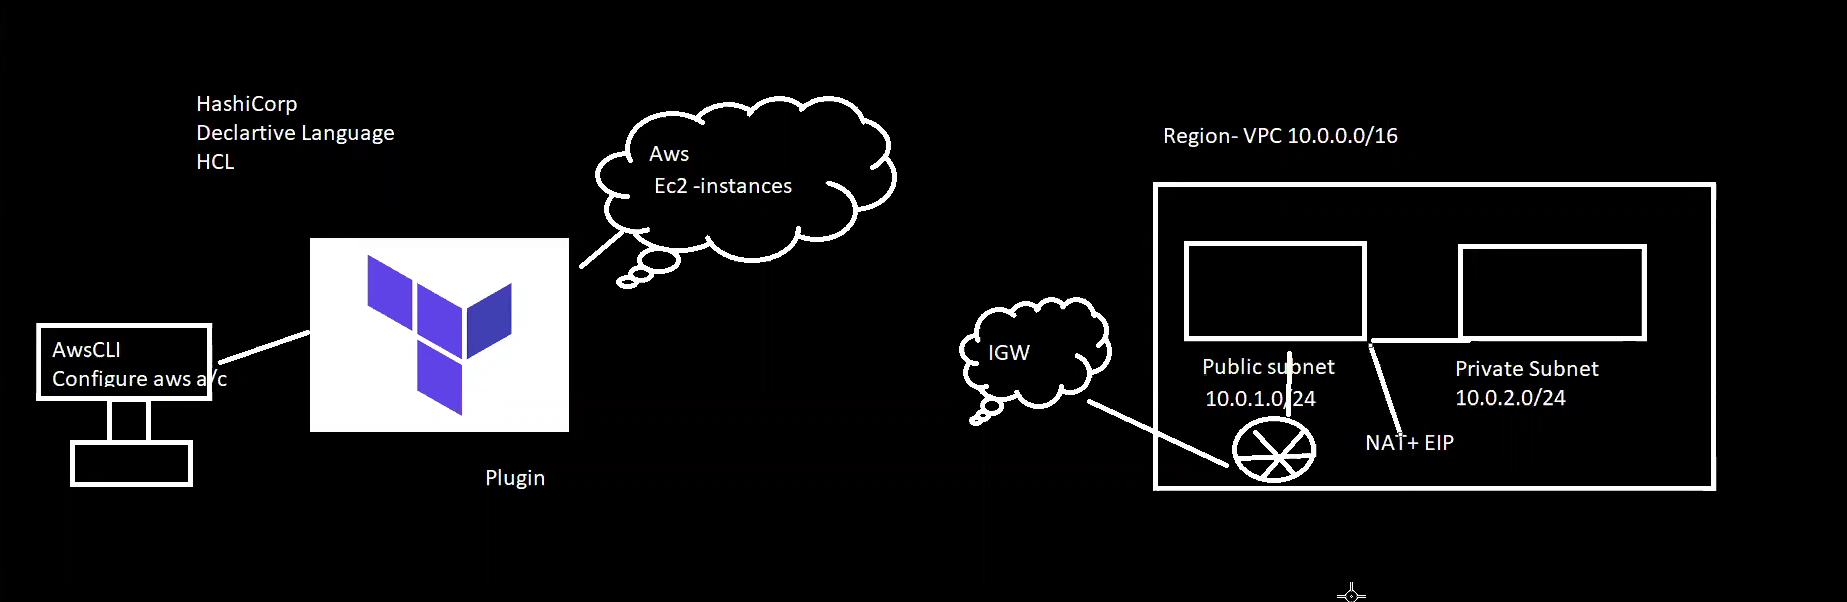 HashiCorp
Declartive Language
HCL
Aws
Ec2 -instances
AwsCLI
Configure aws a/c
Plugin
Region- VPC 10.0.0.0/16
IGW
Public subnet
10.0.1.0/24
Private Subnet
10.0.2.0/24
NAT+ EIP